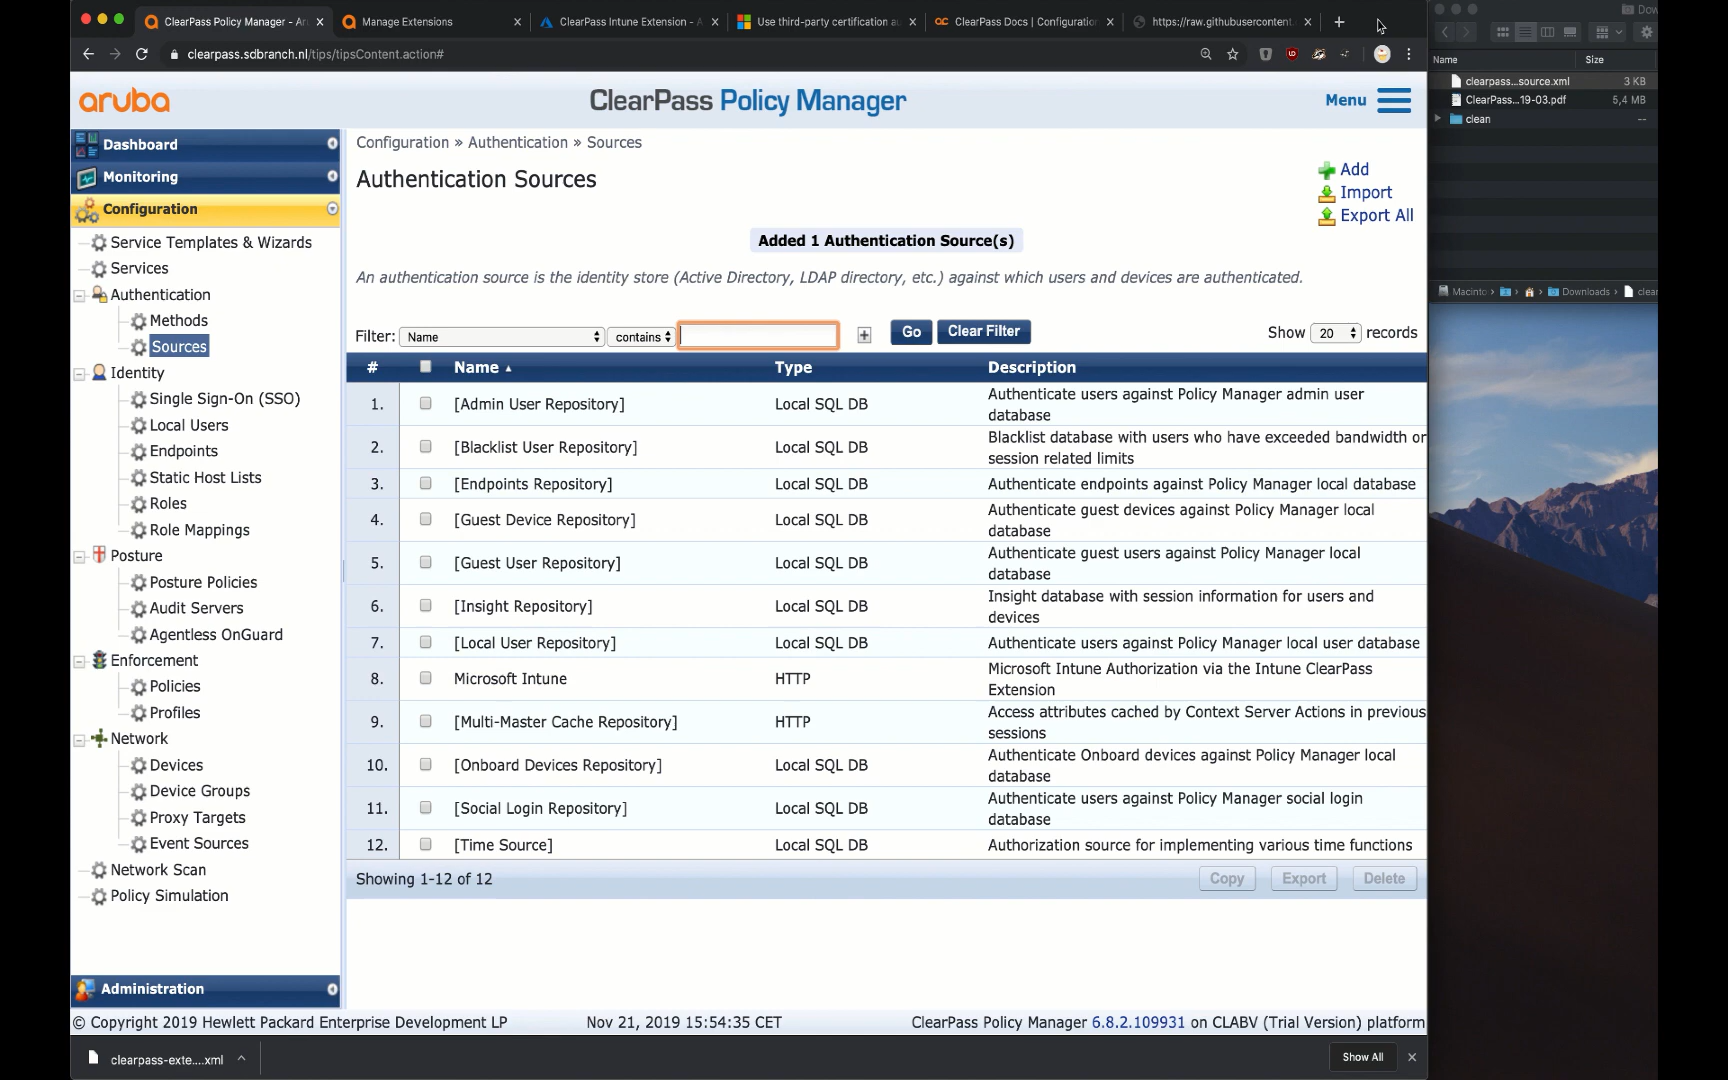 ClearPass Policy Manager - Aru
Manage Extensions
ClearPass Intune Extension - A
Use third-party certification au
ClearPass Docs | Configuration
https://raw.githubusercontent.
clearpass.sdbranch.nl/tips/tipsContent.action#
aruba
ClearPass Policy Manager
Menu
Dashboard
Monitoring
Configuration
Service Templates & Wizards
Services
Authentication
Methods
Sources
Identity
Single Sign-On (SSO)
Local Users
Endpoints
Static Host Lists
Roles
Role Mappings
Posture
Posture Policies
Audit Servers
Agentless OnGuard
Enforcement
Policies
Profiles
Network
Devices
Device Groups
Proxy Targets
Event Sources
Network Scan
Policy Simulation
Administration
Configuration » Authentication » Sources
Authentication Sources
Add
Import
Export All
Added 1 Authentication Source(s)
An authentication source is the identity store (Active Directory, LDAP directory, etc.) against which users and devices are authenticated.
Filter: Name contains + Go Clear Filter Show 20 records
# Name Type Description
1. [Admin User Repository] Local SQL DB Authenticate users against Policy Manager admin user
database
2. [Blacklist User Repository] Local SQL DB Blacklist database with users who have exceeded bandwidth or
session related limits
3. [Endpoints Repository] Local SQL DB Authenticate endpoints against Policy Manager local database
4. [Guest Device Repository] Local SQL DB Authenticate guest devices against Policy Manager local
database
5. [Guest User Repository] Local SQL DB Authenticate guest users against Policy Manager local
database
6. [Insight Repository] Local SQL DB Insight database with session information for users and
devices
7. [Local User Repository] Local SQL DB Authenticate users against Policy Manager local user database
8. Microsoft Intune HTTP Microsoft Intune Authorization via the Intune ClearPass
Extension
9. [Multi-Master Cache Repository] HTTP Access attributes cached by Context Server Actions in previous
sessions
10. [Onboard Devices Repository] Local SQL DB Authenticate Onboard devices against Policy Manager local
database
11. [Social Login Repository] Local SQL DB Authenticate users against Policy Manager social login
database
12. [Time Source] Local SQL DB Authorization source for implementing various time functions
Showing 1-12 of 12 Copy Export Delete
© Copyright 2019 Hewlett Packard Enterprise Development LP Nov 21, 2019 15:54:35 CET ClearPass Policy Manager 6.8.2.109931 on CLABV (Trial Version) platform
clearpass-exte....xml
Show All
Dow
Name Size
clearpass...source.xml 3 KB
ClearPass...19-03.pdf 5,4 MB
clean --
Macinto › › › Downloads › clear